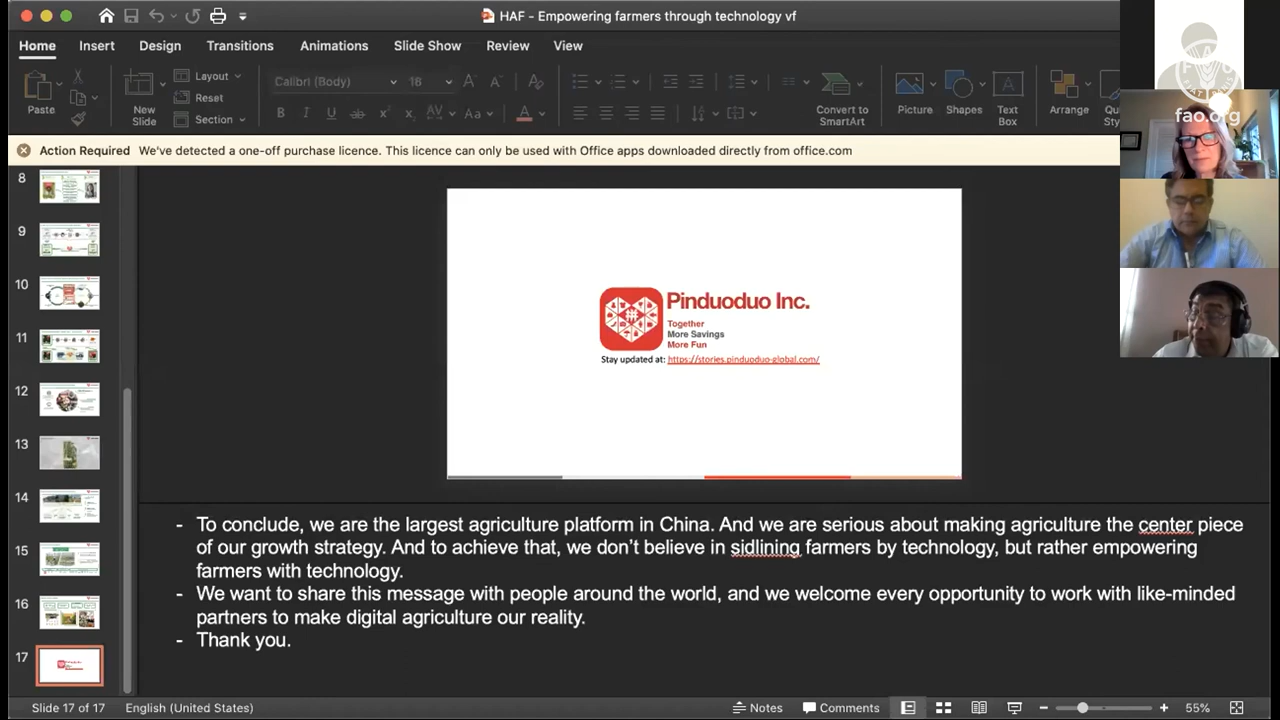 HAF - Empowering farmers through technology vf
Home Insert Design Transitions Animations Slide Show Review View
Paste
New Slide
Layout
Reset
Section
Calibri (Body) 18
Convert to SmartArt
Picture
Shapes
Text Box
Arrange
Action Required We've detected a one-off purchase licence. This licence can only be used with Office apps downloaded directly from office.com
fao.org
8
9
10
11
12
13
14
15
16
17
Pinduoduo Inc.
Together
More Savings
More Fun
Stay updated at: https://stories.pinduoduo-global.com/
- To conclude, we are the largest agriculture platform in China. And we are serious about making agriculture the center piece
of our growth strategy. And to achieve that, we don't believe in sidlining farmers by technology, but rather empowering
farmers with technology.
- We want to share this message with people around the world, and we welcome every opportunity to work with like-minded
partners to make digital agriculture our reality.
- Thank you.
Slide 17 of 17 English (United States) Notes Comments 55%